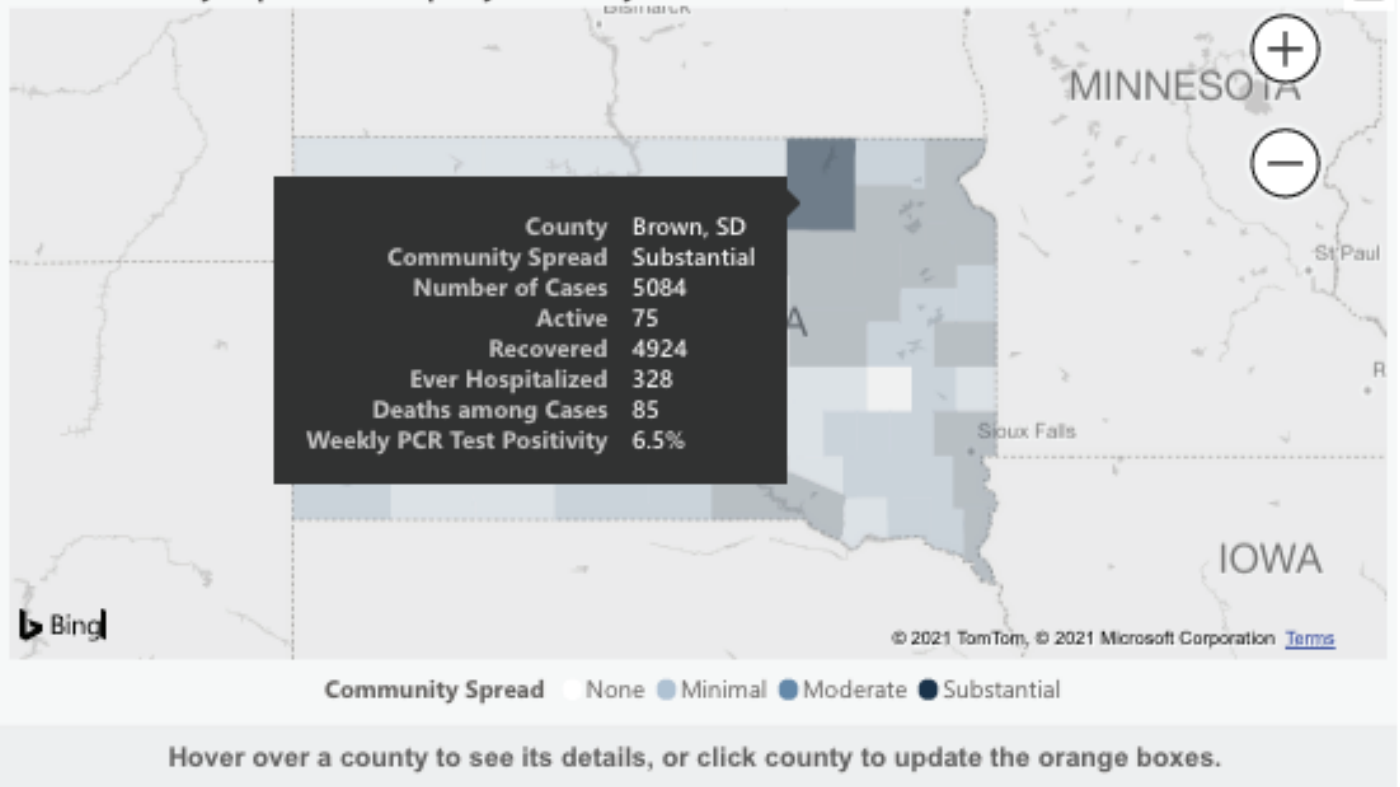 Bismarck
MINNESOTA
County Brown, SD
Community Spread Substantial
Number of Cases 5084
Active 75
Recovered 4924
Ever Hospitalized 328
Deaths among Cases 85
Weekly PCR Test Positivity 6.5%
A
St Paul
R
Sioux Falls
IOWA
Bing
© 2021 TomTom, © 2021 Microsoft Corporation Terms
Community Spread None Minimal Moderate Substantial
Hover over a county to see its details, or click county to update the orange boxes.